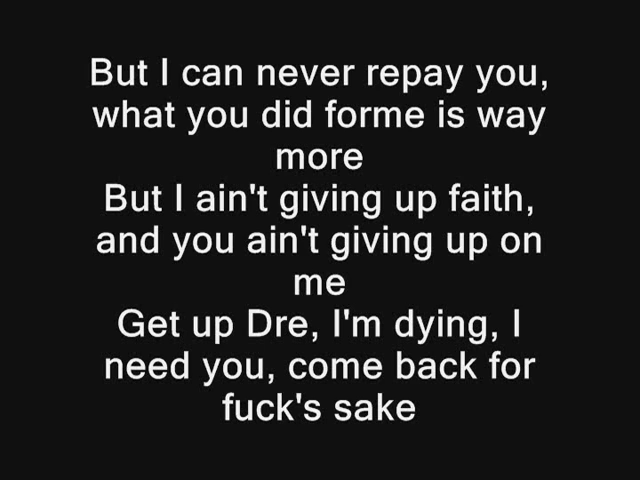 But I can never repay you,
what you did forme is way
more
But I ain't giving up faith,
and you ain't giving up on
me
Get up Dre, I'm dying, I
need you, come back for
fuck's sake